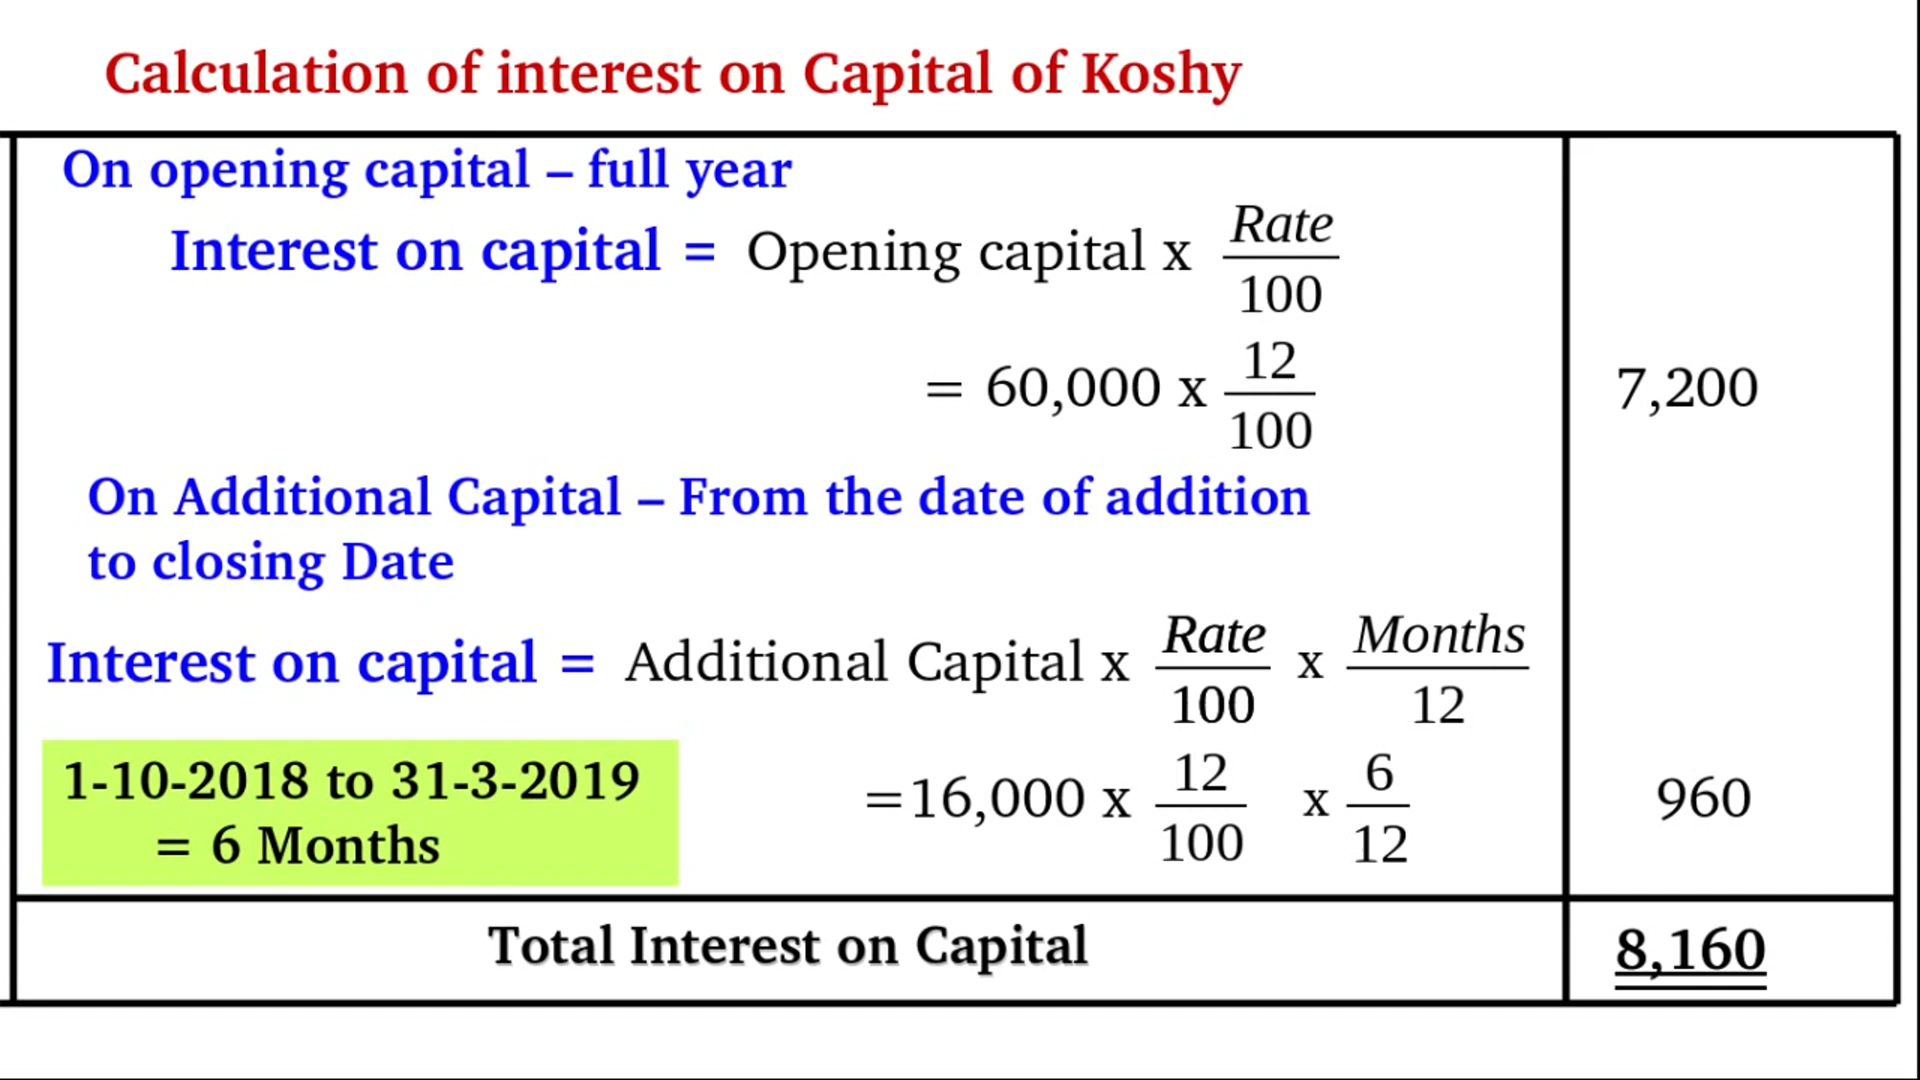 Calculation of interest on Capital of Koshy
On opening capital – full year
Interest on capital = Opening capital x Rate/100
= 60,000 x 12/100 7,200
On Additional Capital – From the date of addition
to closing Date
Interest on capital = Additional Capital x Rate/100 x Months/12
1-10-2018 to 31-3-2019
= 6 Months
=16,000 x 12/100 x 6/12 960
Total Interest on Capital 8,160